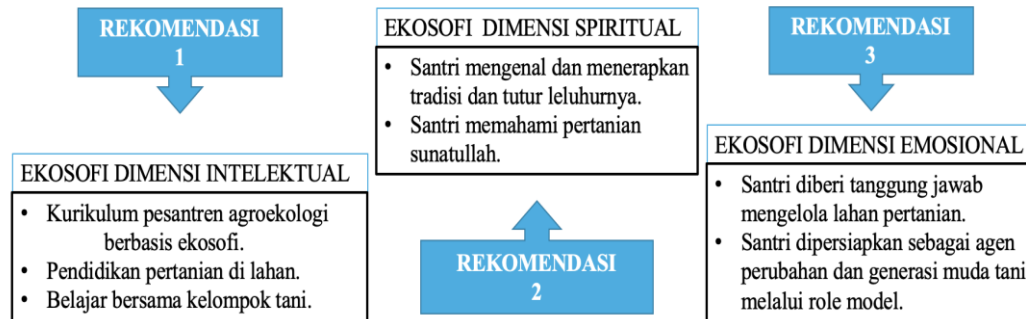 REKOMENDASI
1
EKOSOFI DIMENSI INTELEKTUAL
• Kurikulum pesantren agroekologi
berbasis ekosofi.
• Pendidikan pertanian di lahan.
• Belajar bersama kelompok tani.
EKOSOFI DIMENSI SPIRITUAL
• Santri mengenal dan menerapkan
tradisi dan tutur leluhurnya.
• Santri memahami pertanian
sunatullah.
REKOMENDASI
2
REKOMENDASI
3
EKOSOFI DIMENSI EMOSIONAL
• Santri diberi tanggung jawab
mengelola lahan pertanian.
• Santri dipersiapkan sebagai agen
perubahan dan generasi muda tani
melalui role model.